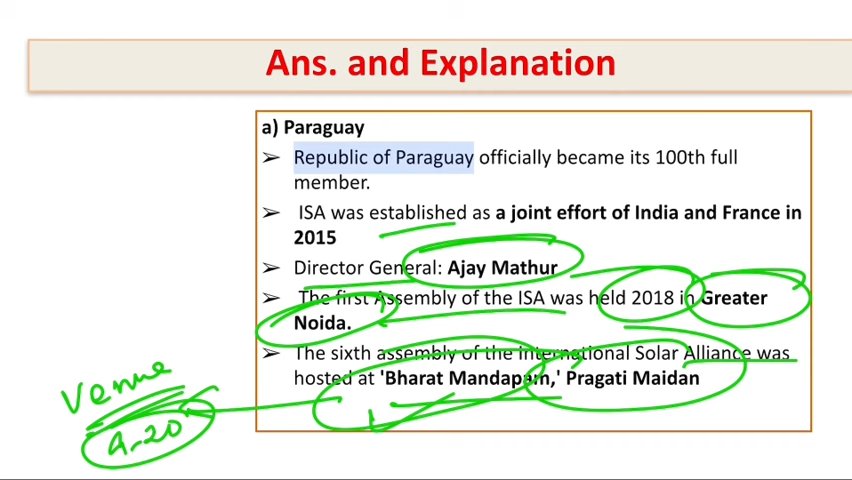 Ans. and Explanation
a) Paraguay
➢ Republic of Paraguay officially became its 100th full
member.
➢ ISA was established as a joint effort of India and France in
2015
➢ Director General: Ajay Mathur
➢ The first Assembly of the ISA was held 2018 in Greater
Noida.
➢ The sixth assembly of the International Solar Alliance was
hosted at 'Bharat Mandapam,' Pragati Maidan
Venue
G-20